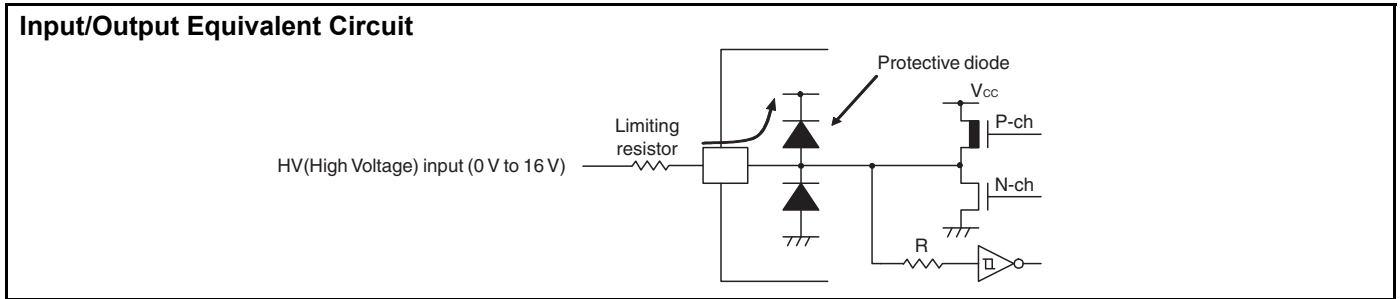 Input/Output Equivalent Circuit
Protective diode
Vcc
P-ch
Limiting
resistor
HV(High Voltage) input (0 V to 16 V)
N-ch
R